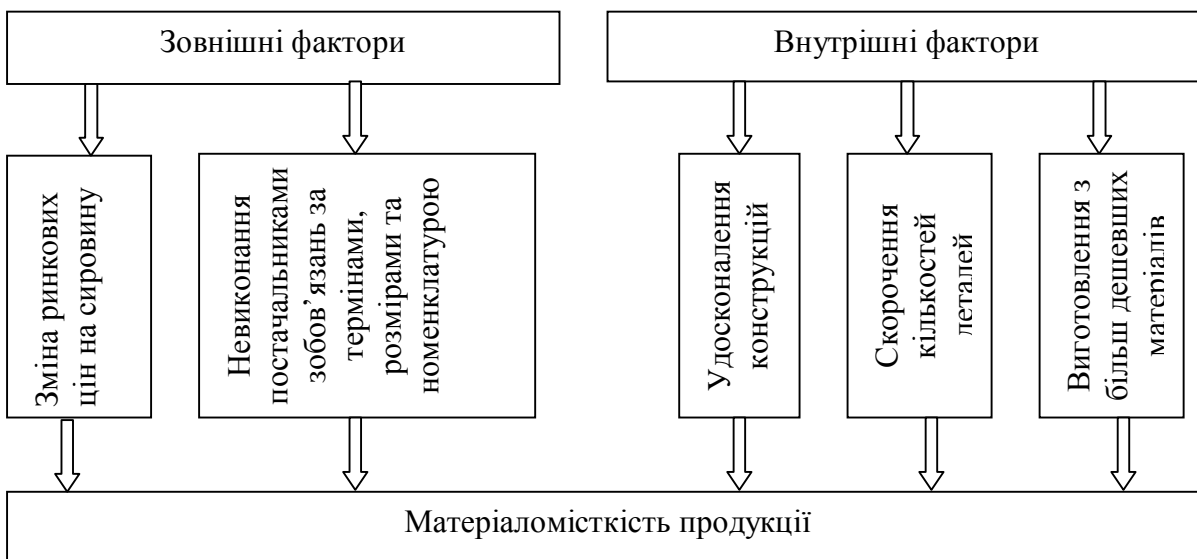 Зовнішні фактори
Внутрішні фактори
Зміна ринкових
цін на сировину
Невиконання
постачальниками
зобов’язань за
термінами,
розмірами та
номенклатурою
Удосконалення
конструкцій
Скорочення
кількостей
деталей
Виготовлення з
більш дешевших
матеріалів
Матеріаломісткість продукції